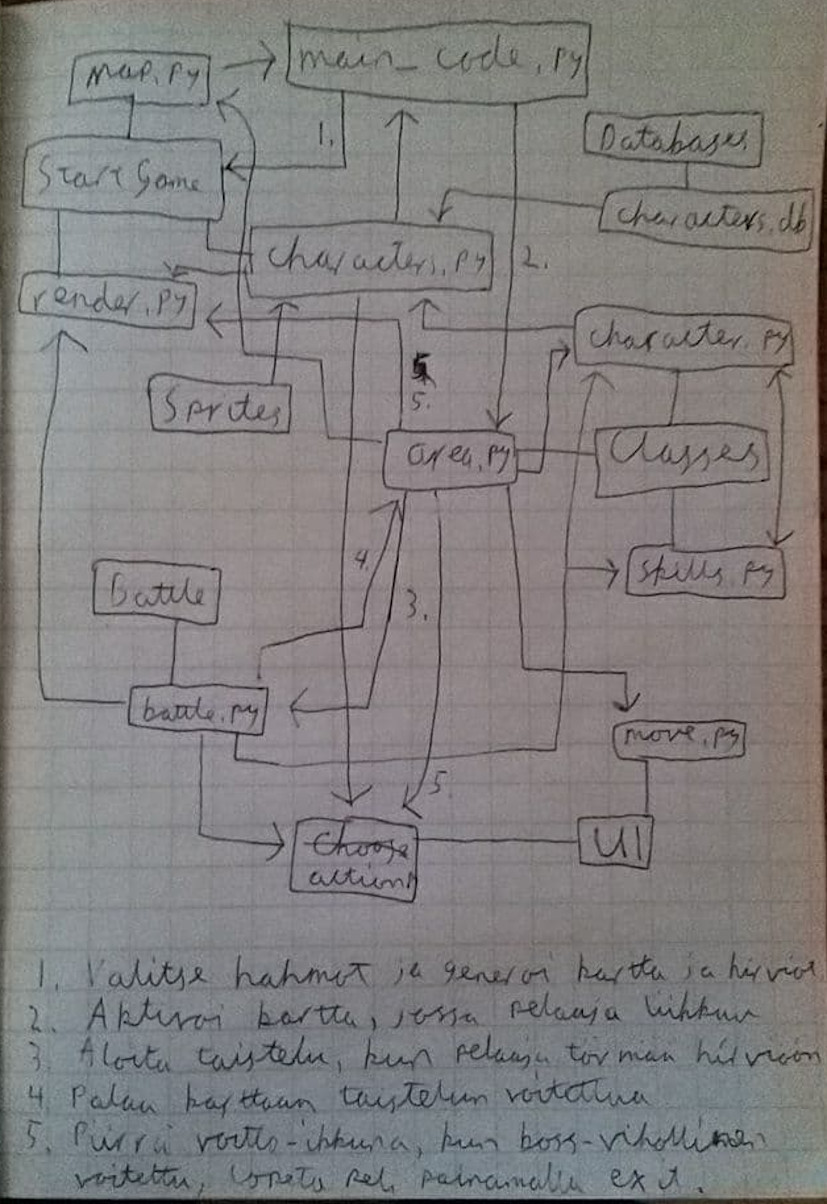 map.py
main_code.py
1.
Databases
Start Game
characters.db
characters.py
2.
render.py
character.py
5.
Sprites
area.py
Classes
4.
skills.py
3.
Battle
battle.py
move.py
5.
action
UI
1. Valitse hahmot ja generoi kartta ja hirviöt
2. Aktivoi kartta, jossa pelaaja liikkuu
3 Aloita taistelu, kun pelaaja törmää hirviöön
4 Palaa karttaan taistelun voitettua
5. Piirrä voitto-ikkuna, kun boss-vihollinen
voitettu, lopeta peli painamalla exit.